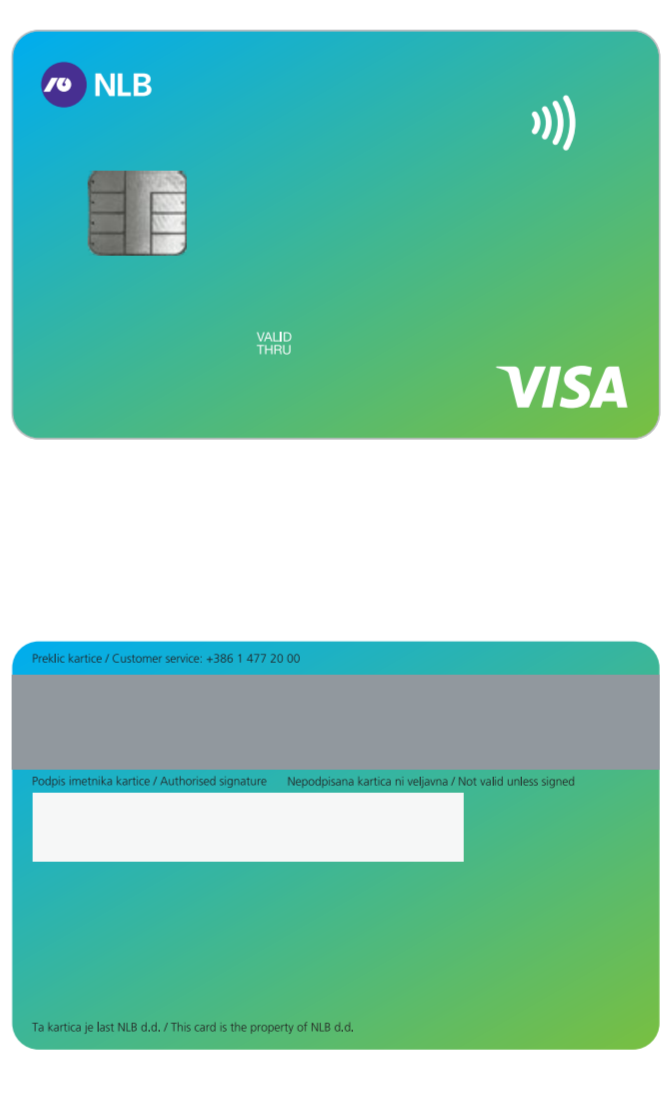 NLB
VALID
THRU
VISA
Preklic kartice / Customer service: +386 1 477 20 00
Podpis imetnika kartice / Authorised signature Nepodpisana kartica ni veljavna / Not valid unless signed
Ta kartica je last NLB d.d. / This card is the property of NLB d.d.